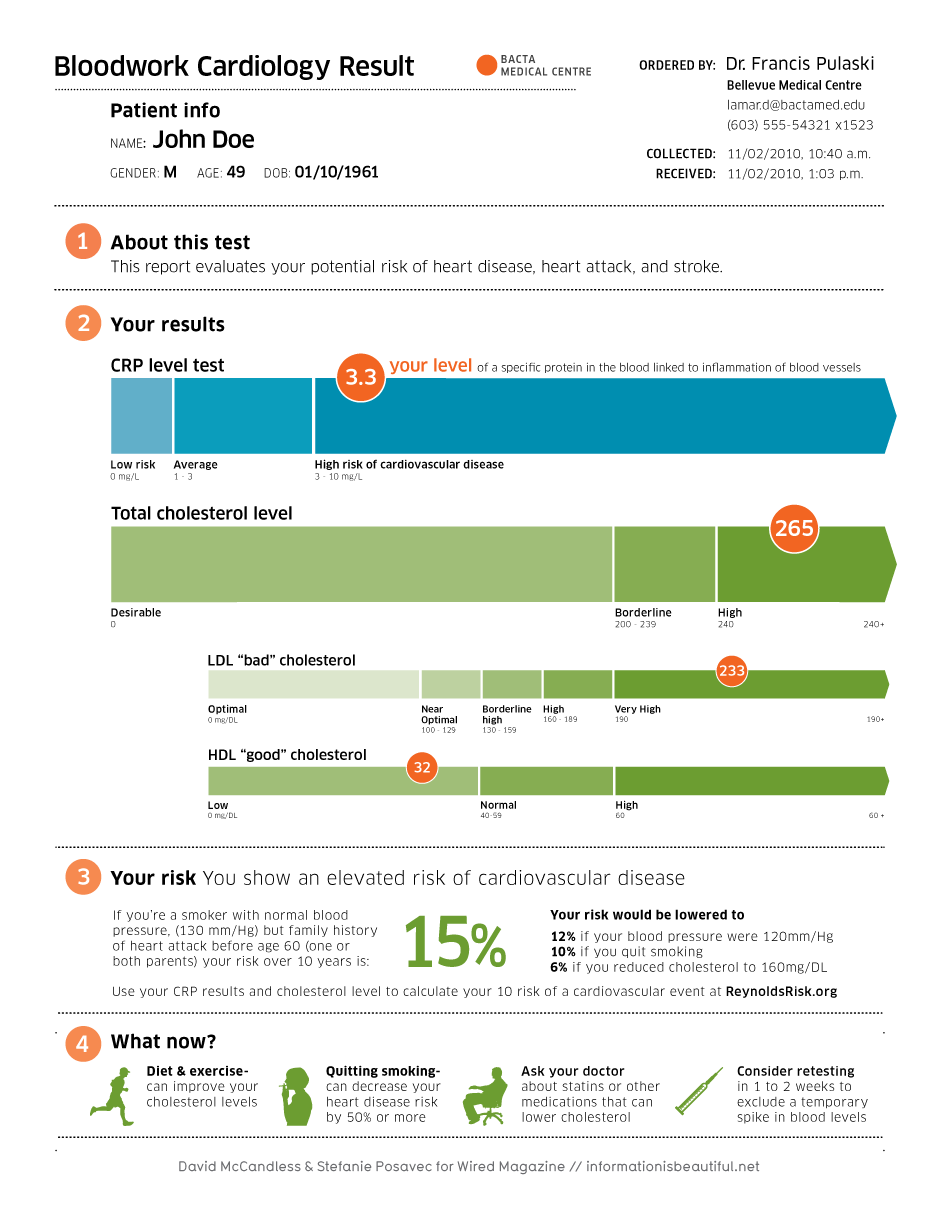 Bloodwork Cardiology Result
BACTA
MEDICAL CENTRE
ORDERED BY: Dr. Francis Pulaski
Bellevue Medical Centre
lamar.d@bactamed.edu
(603) 555-54321 x1523
COLLECTED: 11/02/2010, 10:40 a.m.
RECEIVED: 11/02/2010, 1:03 p.m.
Patient info
NAME: John Doe
GENDER: M AGE: 49 DOB: 01/10/1961
1 About this test
This report evaluates your potential risk of heart disease, heart attack, and stroke.
2 Your results
CRP level test
3.3 your level of a specific protein in the blood linked to inflammation of blood vessels
Low risk Average High risk of cardiovascular disease
0 mg/L 1 - 3 3 - 10 mg/L
Total cholesterol level
265
Desirable Borderline High
0 200 - 239 240 240+
LDL “bad” cholesterol
233
Optimal
0 mg/DL
Near
Optimal
100 - 129
Borderline
high
130 - 159
High
160 - 189
Very High
190 190+
HDL “good” cholesterol
32
Low Normal High
0 mg/DL 40-59 60 60 +
3 Your risk You show an elevated risk of cardiovascular disease
If you’re a smoker with normal blood
pressure, (130 mm/Hg) but family history
of heart attack before age 60 (one or
both parents) your risk over 10 years is:
15%
Your risk would be lowered to
12% if your blood pressure were 120mm/Hg
10% if you quit smoking
6% if you reduced cholesterol to 160mg/DL
Use your CRP results and cholesterol level to calculate your 10 risk of a cardiovascular event at ReynoldsRisk.org
4 What now?
Diet & exercise-
can improve your
cholesterol levels
Quitting smoking-
can decrease your
heart disease risk
by 50% or more
Ask your doctor
about statins or other
medications that can
lower cholesterol
Consider retesting
in 1 to 2 weeks to
exclude a temporary
spike in blood levels
David McCandless & Stefanie Posavec for Wired Magazine // informationisbeautiful.net